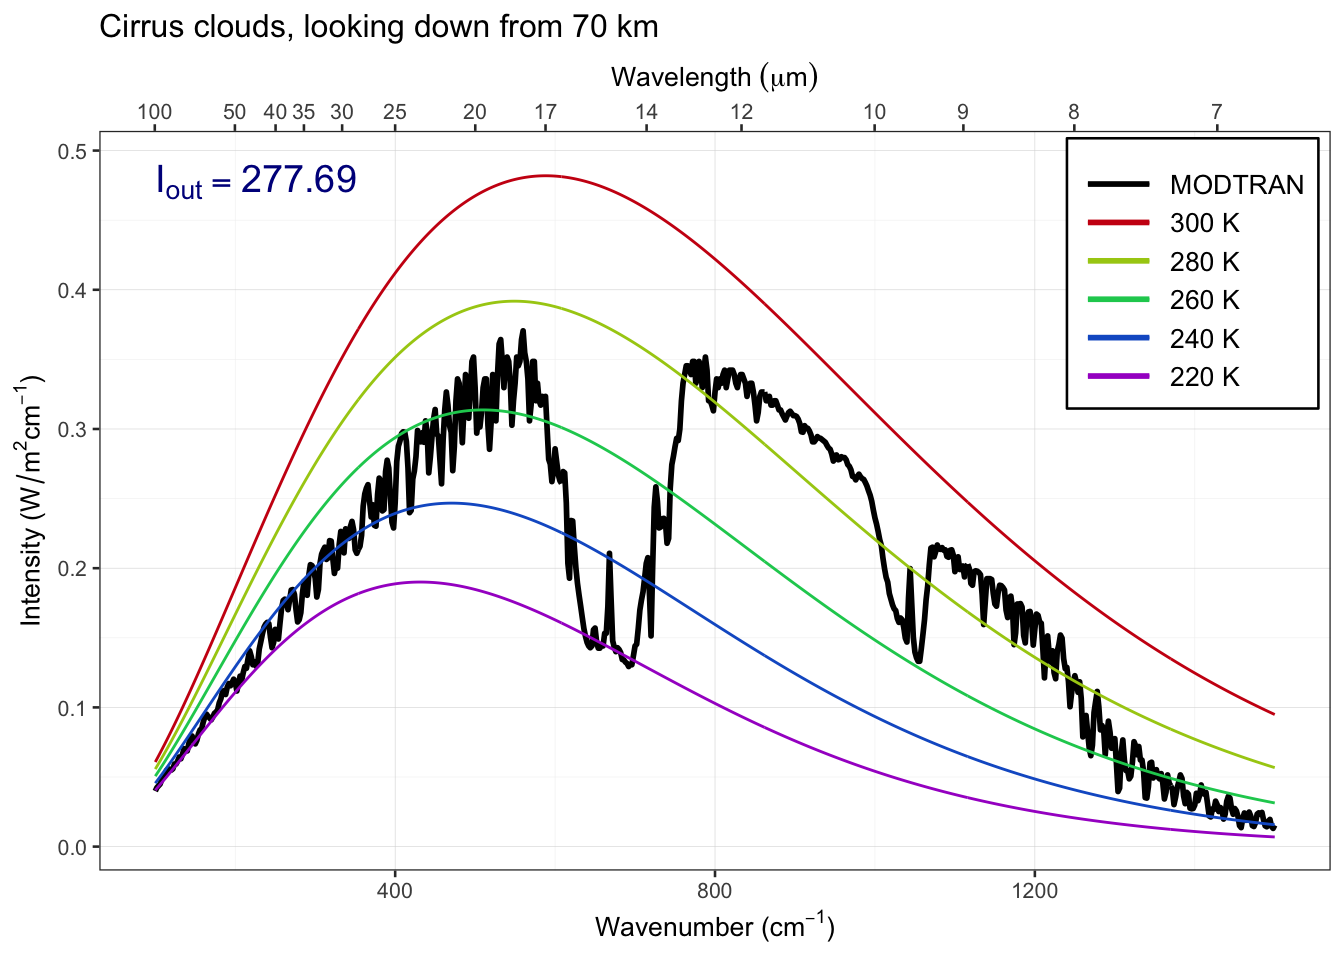 Cirrus clouds, looking down from 70 km
Wavelength (μm)
100 50 40 35 30 25 20 17 14 12 10 9 8 7
0.5
0.4
0.3
0.2
0.1
0.0
Intensity (W/m²cm⁻¹)
I_out = 277.69
MODTRAN
300 K
280 K
260 K
240 K
220 K
400 800 1200
Wavenumber (cm⁻¹)